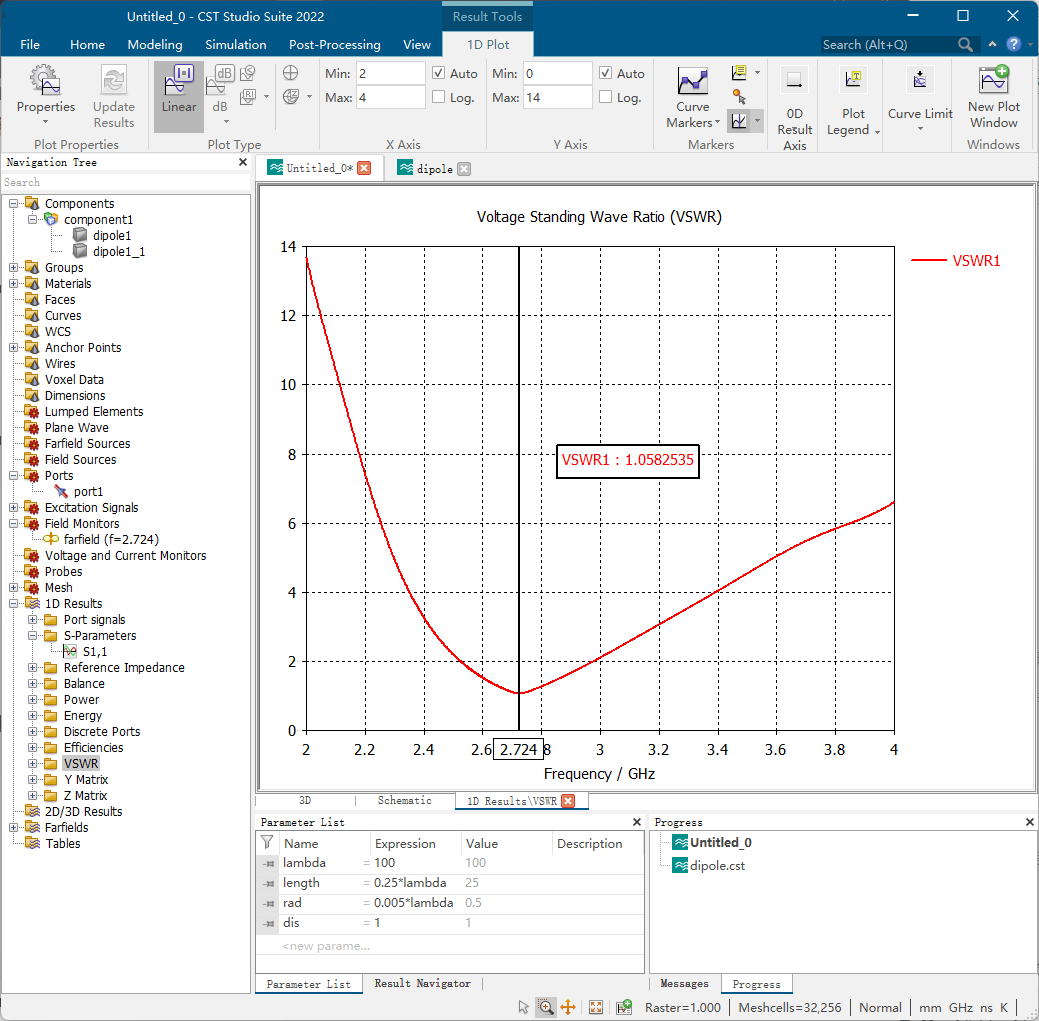 Untitled_0 - CST Studio Suite 2022
Result Tools
File Home Modeling Simulation Post-Processing View 1D Plot
Search (Alt+Q)
Properties
Update Results
Plot Properties
Linear
dB
dB
Plot Type
Min: 2 Auto
Max: 4 Log.
X Axis
Min: 0 Auto
Max: 14 Log.
Y Axis
Curve Markers
Markers
0D Result Axis
Plot Legend
Curve Limit
New Plot Window
Windows
Navigation Tree
Search
Components
component1
dipole1
dipole1_1
Groups
Materials
Faces
Curves
WCS
Anchor Points
Wires
Voxel Data
Dimensions
Lumped Elements
Plane Wave
Farfield Sources
Field Sources
Ports
port1
Excitation Signals
Field Monitors
farfield (f=2.724)
Voltage and Current Monitors
Probes
Mesh
1D Results
Port signals
S-Parameters
S1,1
Reference Impedance
Balance
Power
Energy
Discrete Ports
Efficiencies
VSWR
Y Matrix
Z Matrix
2D/3D Results
Farfields
Tables
Untitled_0*
dipole
Voltage Standing Wave Ratio (VSWR)
VSWR1
14
12
10
8
6
4
2
0
VSWR1 : 1.0582535
2 2.2 2.4 2.6 2.724 8 3 3.2 3.4 3.6 3.8 4
Frequency / GHz
3D Schematic 1D Results\VSWR
Parameter List
Name Expression Value Description
lambda = 100 100
length = 0.25*lambda 25
rad = 0.005*lambda 0.5
dis = 1 1
<new parame...
Parameter List Result Navigator
Progress
Untitled_0
dipole.cst
Messages Progress
Raster=1.000 Meshcells=32,256 Normal mm GHz ns K